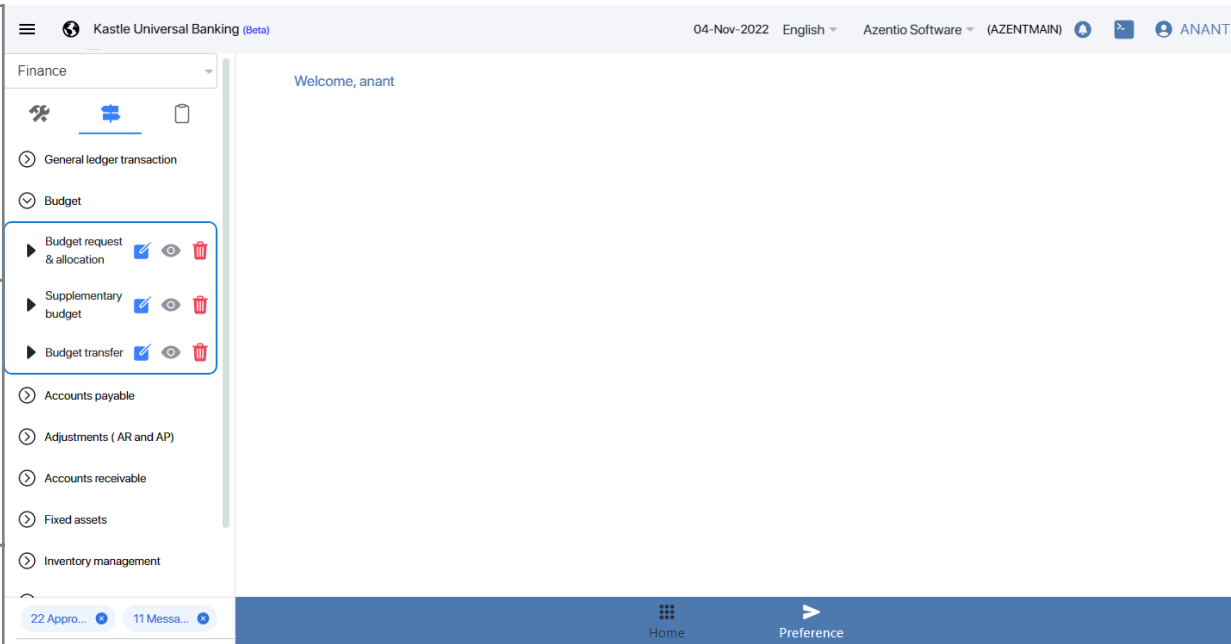 Kastle Universal Banking (Beta)
04-Nov-2022 English Azentio Software (AZENTMAIN) ANANT
Finance
Welcome, anant
General ledger transaction
Budget
Budget request
& allocation
Supplementary
budget
Budget transfer
Accounts payable
Adjustments ( AR and AP)
Accounts receivable
Fixed assets
Inventory management
22 Appro... 11 Messa...
Home
Preference